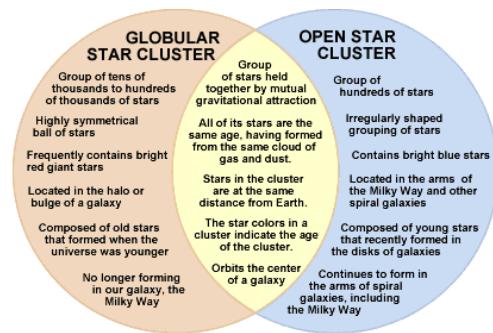 GLOBULAR
STAR CLUSTER
Group of tens of
thousands to hundreds
of thousands of stars
Highly symmetrical
ball of stars
Frequently contains bright
red giant stars
Located in the halo or
bulge of a galaxy
Composed of old stars
that formed when the
universe was younger
No longer forming
in our galaxy, the
Milky Way
Group
of stars held
together by mutual
gravitational attraction
All of its stars are the
same age, having formed
from the same cloud of
gas and dust.
Stars in the cluster
are at the same
distance from Earth.
The star colors in a
cluster indicate the age
of the cluster.
Orbits the center
of a galaxy
OPEN STAR
CLUSTER
Group of
hundreds of stars
Irregularly shaped
grouping of stars
Contains bright blue stars
Located in the arms of
the Milky Way and other
spiral galaxies
Composed of young stars
that recently formed in
the disks of galaxies
Continues to form in
the arms of spiral
galaxies, including
the Milky Way